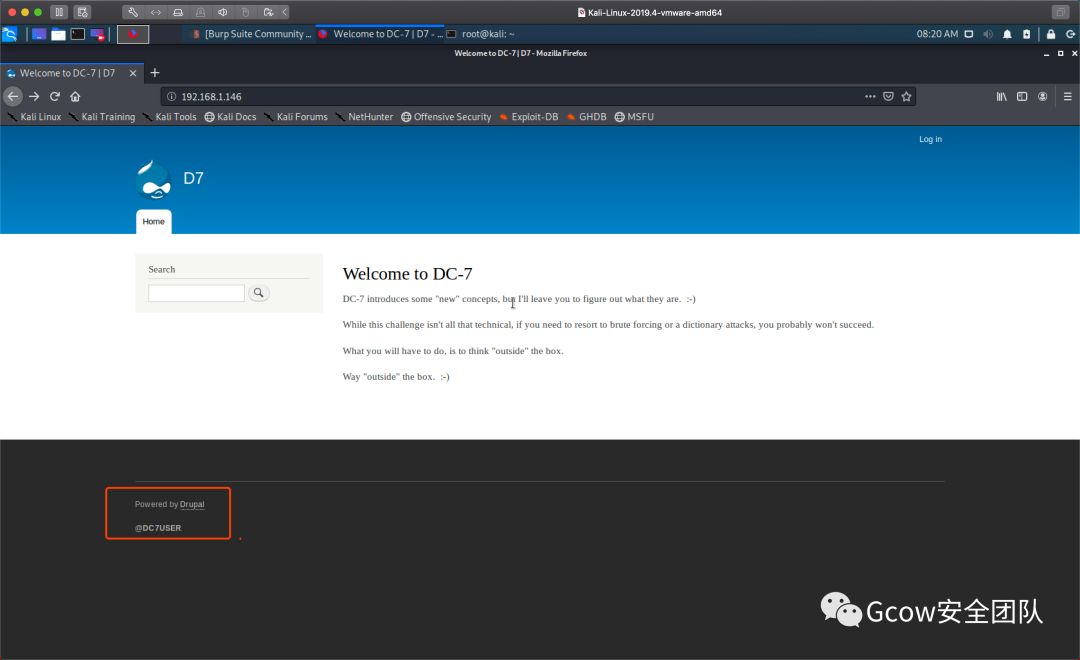 Kali-Linux-2019.4-vmware-amd64
[Burp Suite Community ...
Welcome to DC-7 | D7 - ...
root@kali: ~
08:20 AM
Welcome to DC-7 | D7 - Mozilla Firefox
Welcome to DC-7 | D7
192.168.1.146
Kali Linux
Kali Training
Kali Tools
Kali Docs
Kali Forums
NetHunter
Offensive Security
Exploit-DB
GHDB
MSFU
Log in
D7
Home
Search
Welcome to DC-7
DC-7 introduces some "new" concepts, but I'll leave you to figure out what they are.  :-)
While this challenge isn't all that technical, if you need to resort to brute forcing or a dictionary attacks, you probably won't succeed.
What you will have to do, is to think "outside" the box.
Way "outside" the box.  :-)
Powered by Drupal
@DC7USER
Gcow安全团队